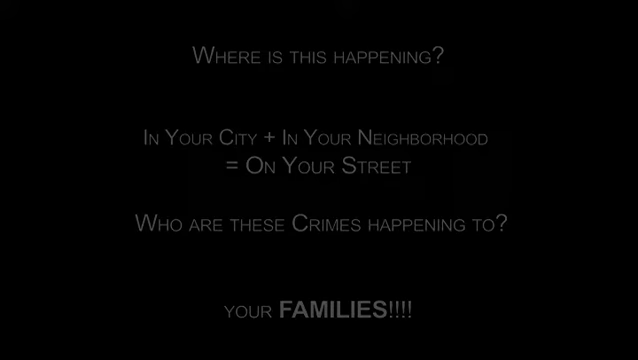 Where is this happening?
In Your City + In Your Neighborhood
= On Your Street
Who are these Crimes happening to?
your FAMILIES!!!!